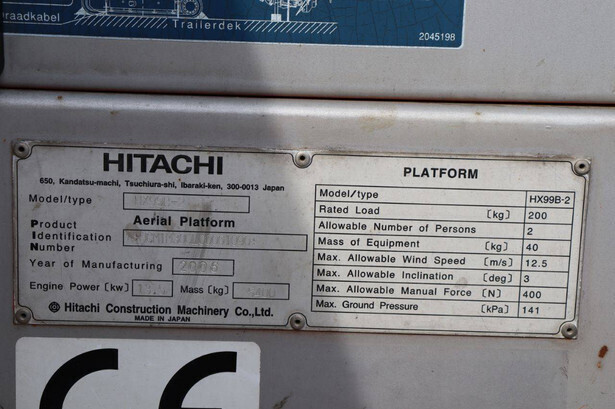 raadkabel
Trailerdek
2045198
HITACHI
650, Kandatsu-machi, Tsuchiura-shi, Ibaraki-ken, 300-0013 Japan
Model/type
Product Aerial Platform
Identification
Number
Year of Manufacturing 2006
Engine Power [kw] Mass [kg]
Hitachi Construction Machinery Co.,Ltd.
MADE IN JAPAN
PLATFORM
Model/type HX99B-2
Rated Load [kg] 200
Allowable Number of Persons 2
Mass of Equipment [kg] 40
Max. Allowable Wind Speed [m/s] 12.5
Max. Allowable Inclination [deg] 3
Max. Allowable Manual Force [N] 400
Max. Ground Pressure [kPa] 141
CE